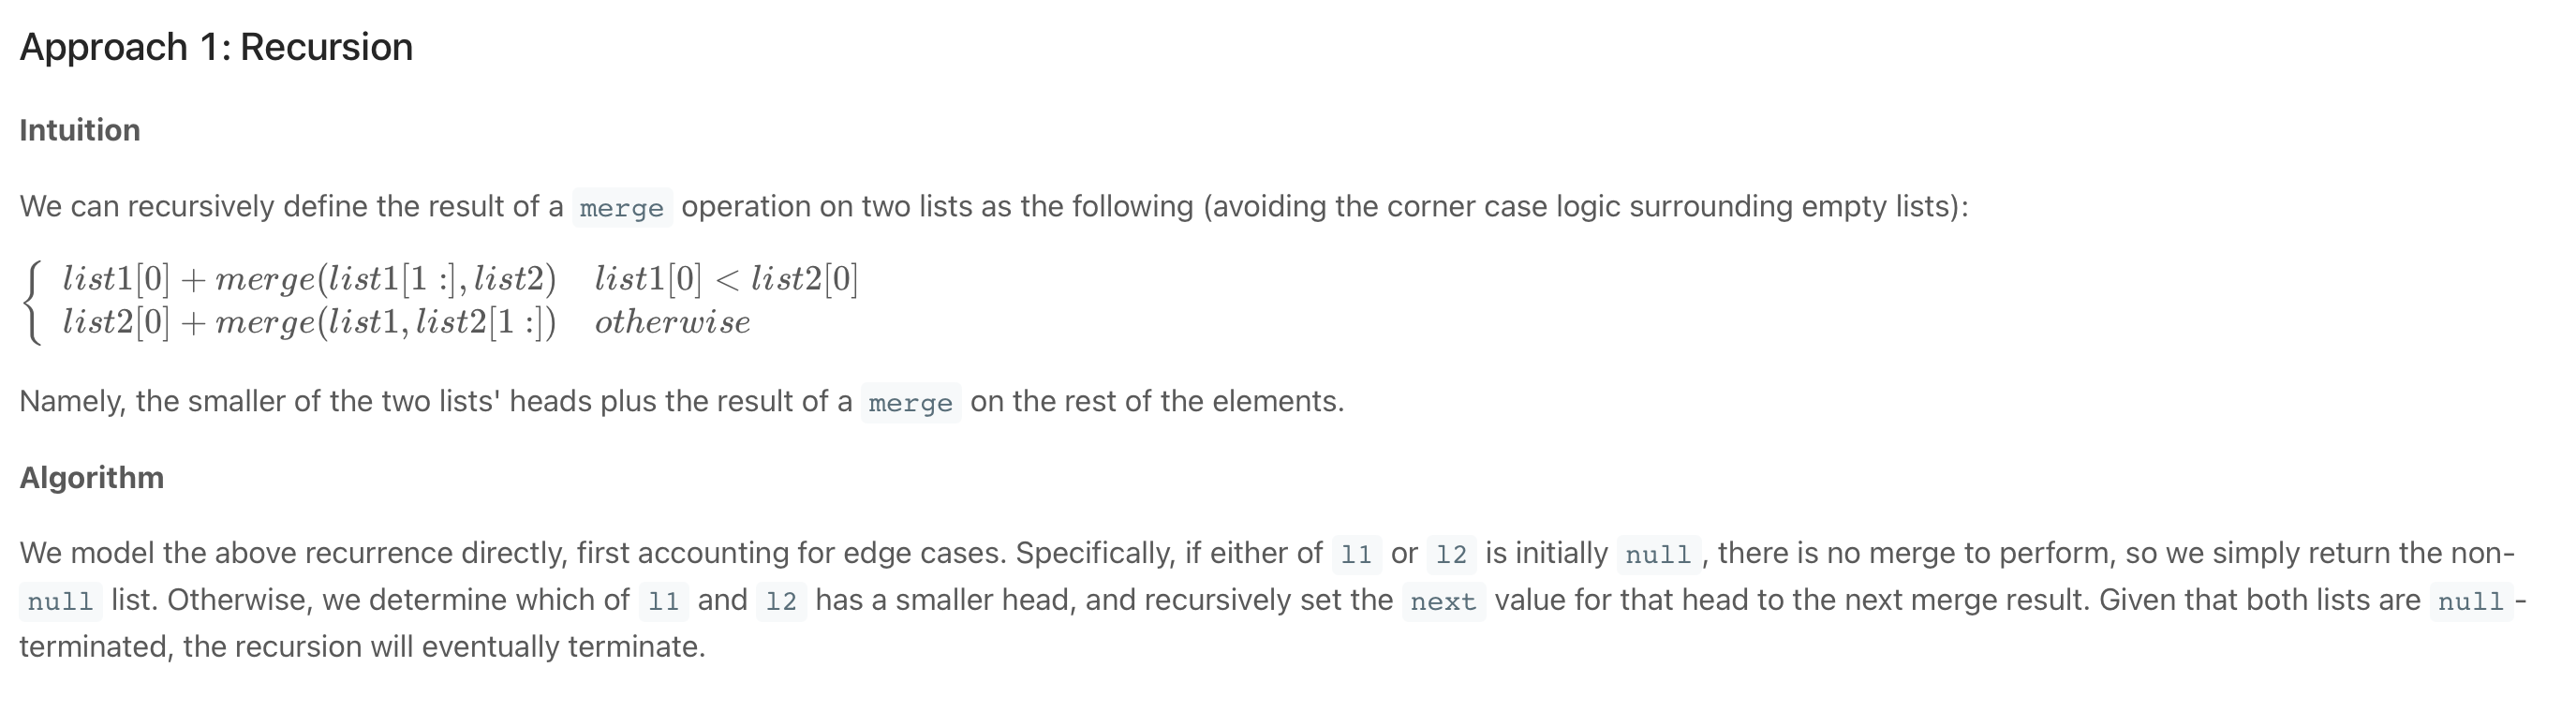 Approach 1: Recursion
Intuition
We can recursively define the result of a merge operation on two lists as the following (avoiding the corner case logic surrounding empty lists):
list1[0] + merge(list1[1 :], list2) list1[0] < list2[0]
list2[0] + merge(list1, list2[1 :]) otherwise
Namely, the smaller of the two lists' heads plus the result of a merge on the rest of the elements.
Algorithm
We model the above recurrence directly, first accounting for edge cases. Specifically, if either of l1 or l2 is initially null , there is no merge to perform, so we simply return the non-
null list. Otherwise, we determine which of l1 and l2 has a smaller head, and recursively set the next value for that head to the next merge result. Given that both lists are null -
terminated, the recursion will eventually terminate.